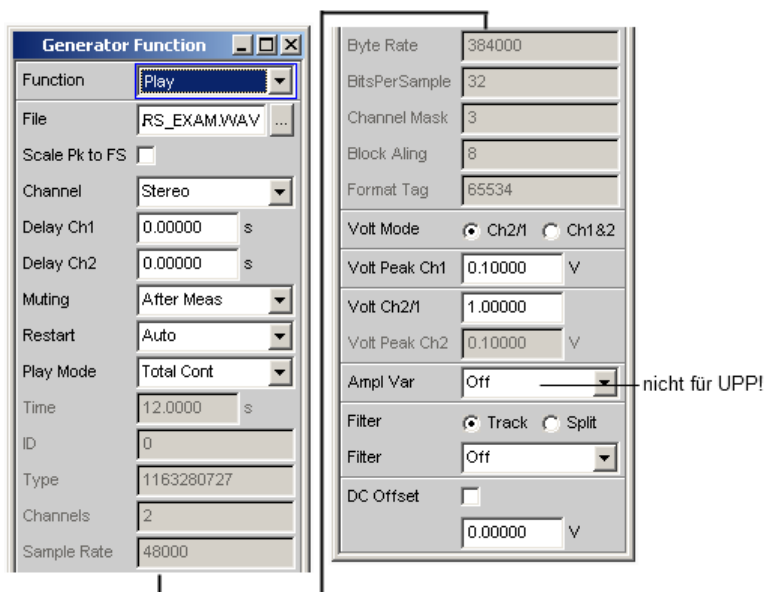 Generator Function
Function Play
File RS_EXAM.WAV ...
Scale Pk to FS
Channel Stereo
Delay Ch1 0.00000 s
Delay Ch2 0.00000 s
Muting After Meas
Restart Auto
Play Mode Total Cont
Time 12.0000 s
ID 0
Type 1163280727
Channels 2
Sample Rate 48000
Byte Rate 384000
BitsPerSample 32
Channel Mask 3
Block Aling 8
Format Tag 65534
Volt Mode Ch2/1 Ch1&2
Volt Peak Ch1 0.10000 V
Volt Ch2/1 1.00000
Volt Peak Ch2 0.10000 V
Ampl Var Off nicht für UPP!
Filter Track Split
Filter Off
DC Offset
0.00000 V